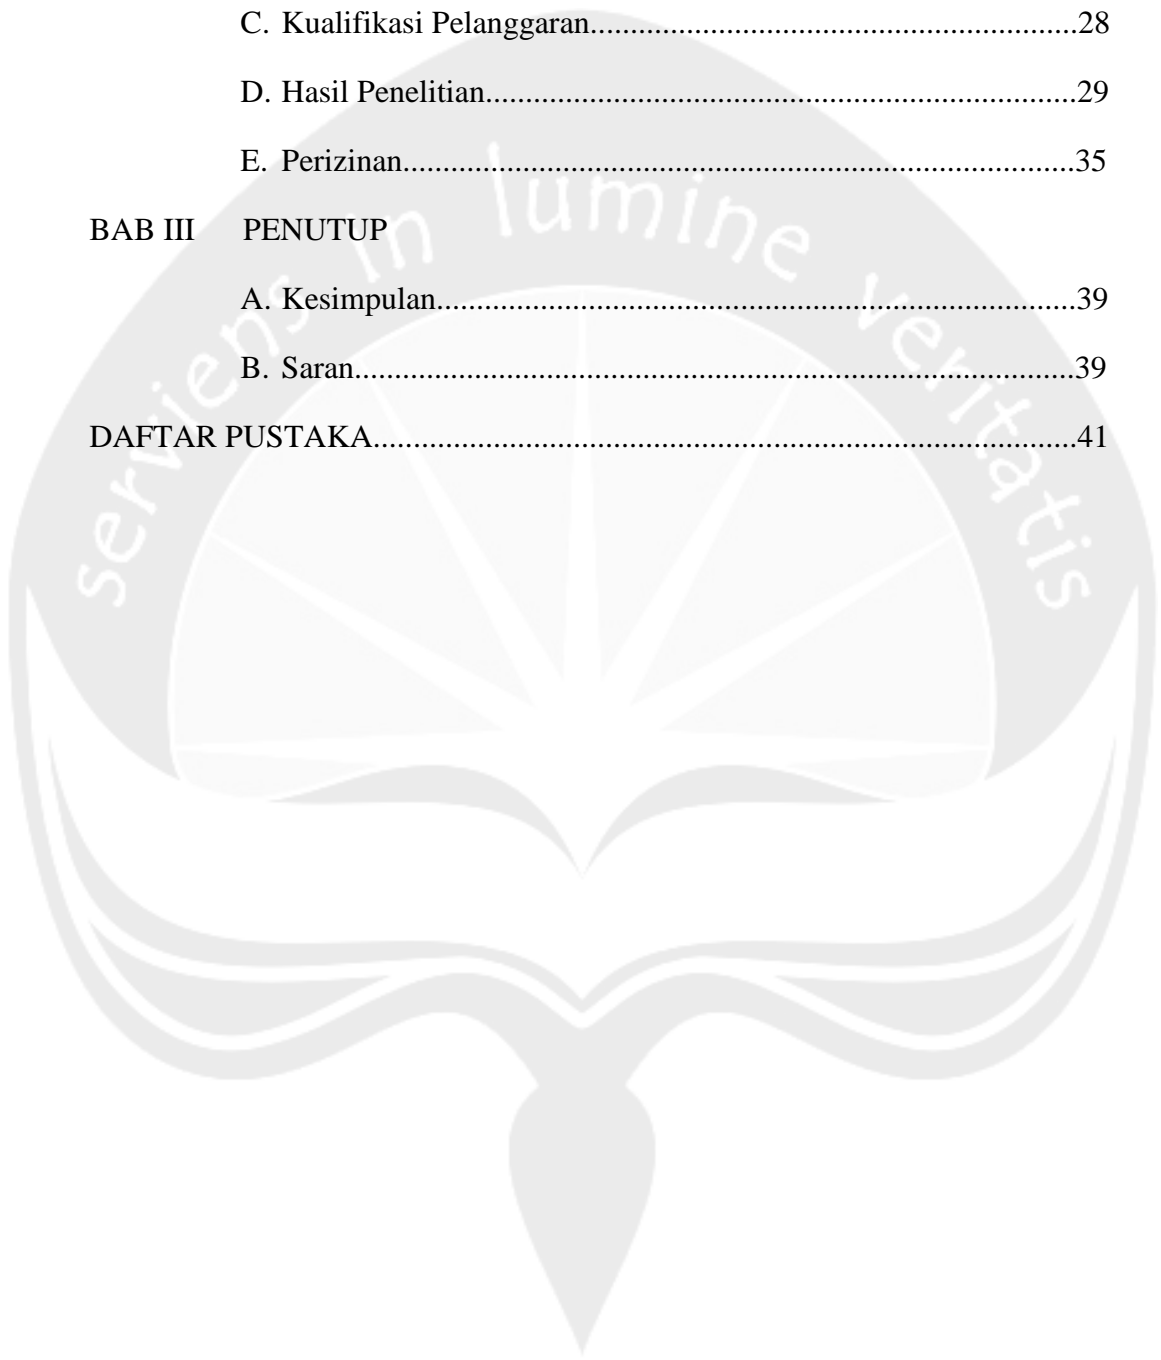 C. Kualifikasi Pelanggaran..............................................................28
D. Hasil Penelitian...........................................................................29
E. Perizinan......................................................................................35
BAB III PENUTUP
A. Kesimpulan.................................................................................39
B. Saran............................................................................................39
DAFTAR PUSTAKA.........................................................................................41
serviens in lumine veritatis